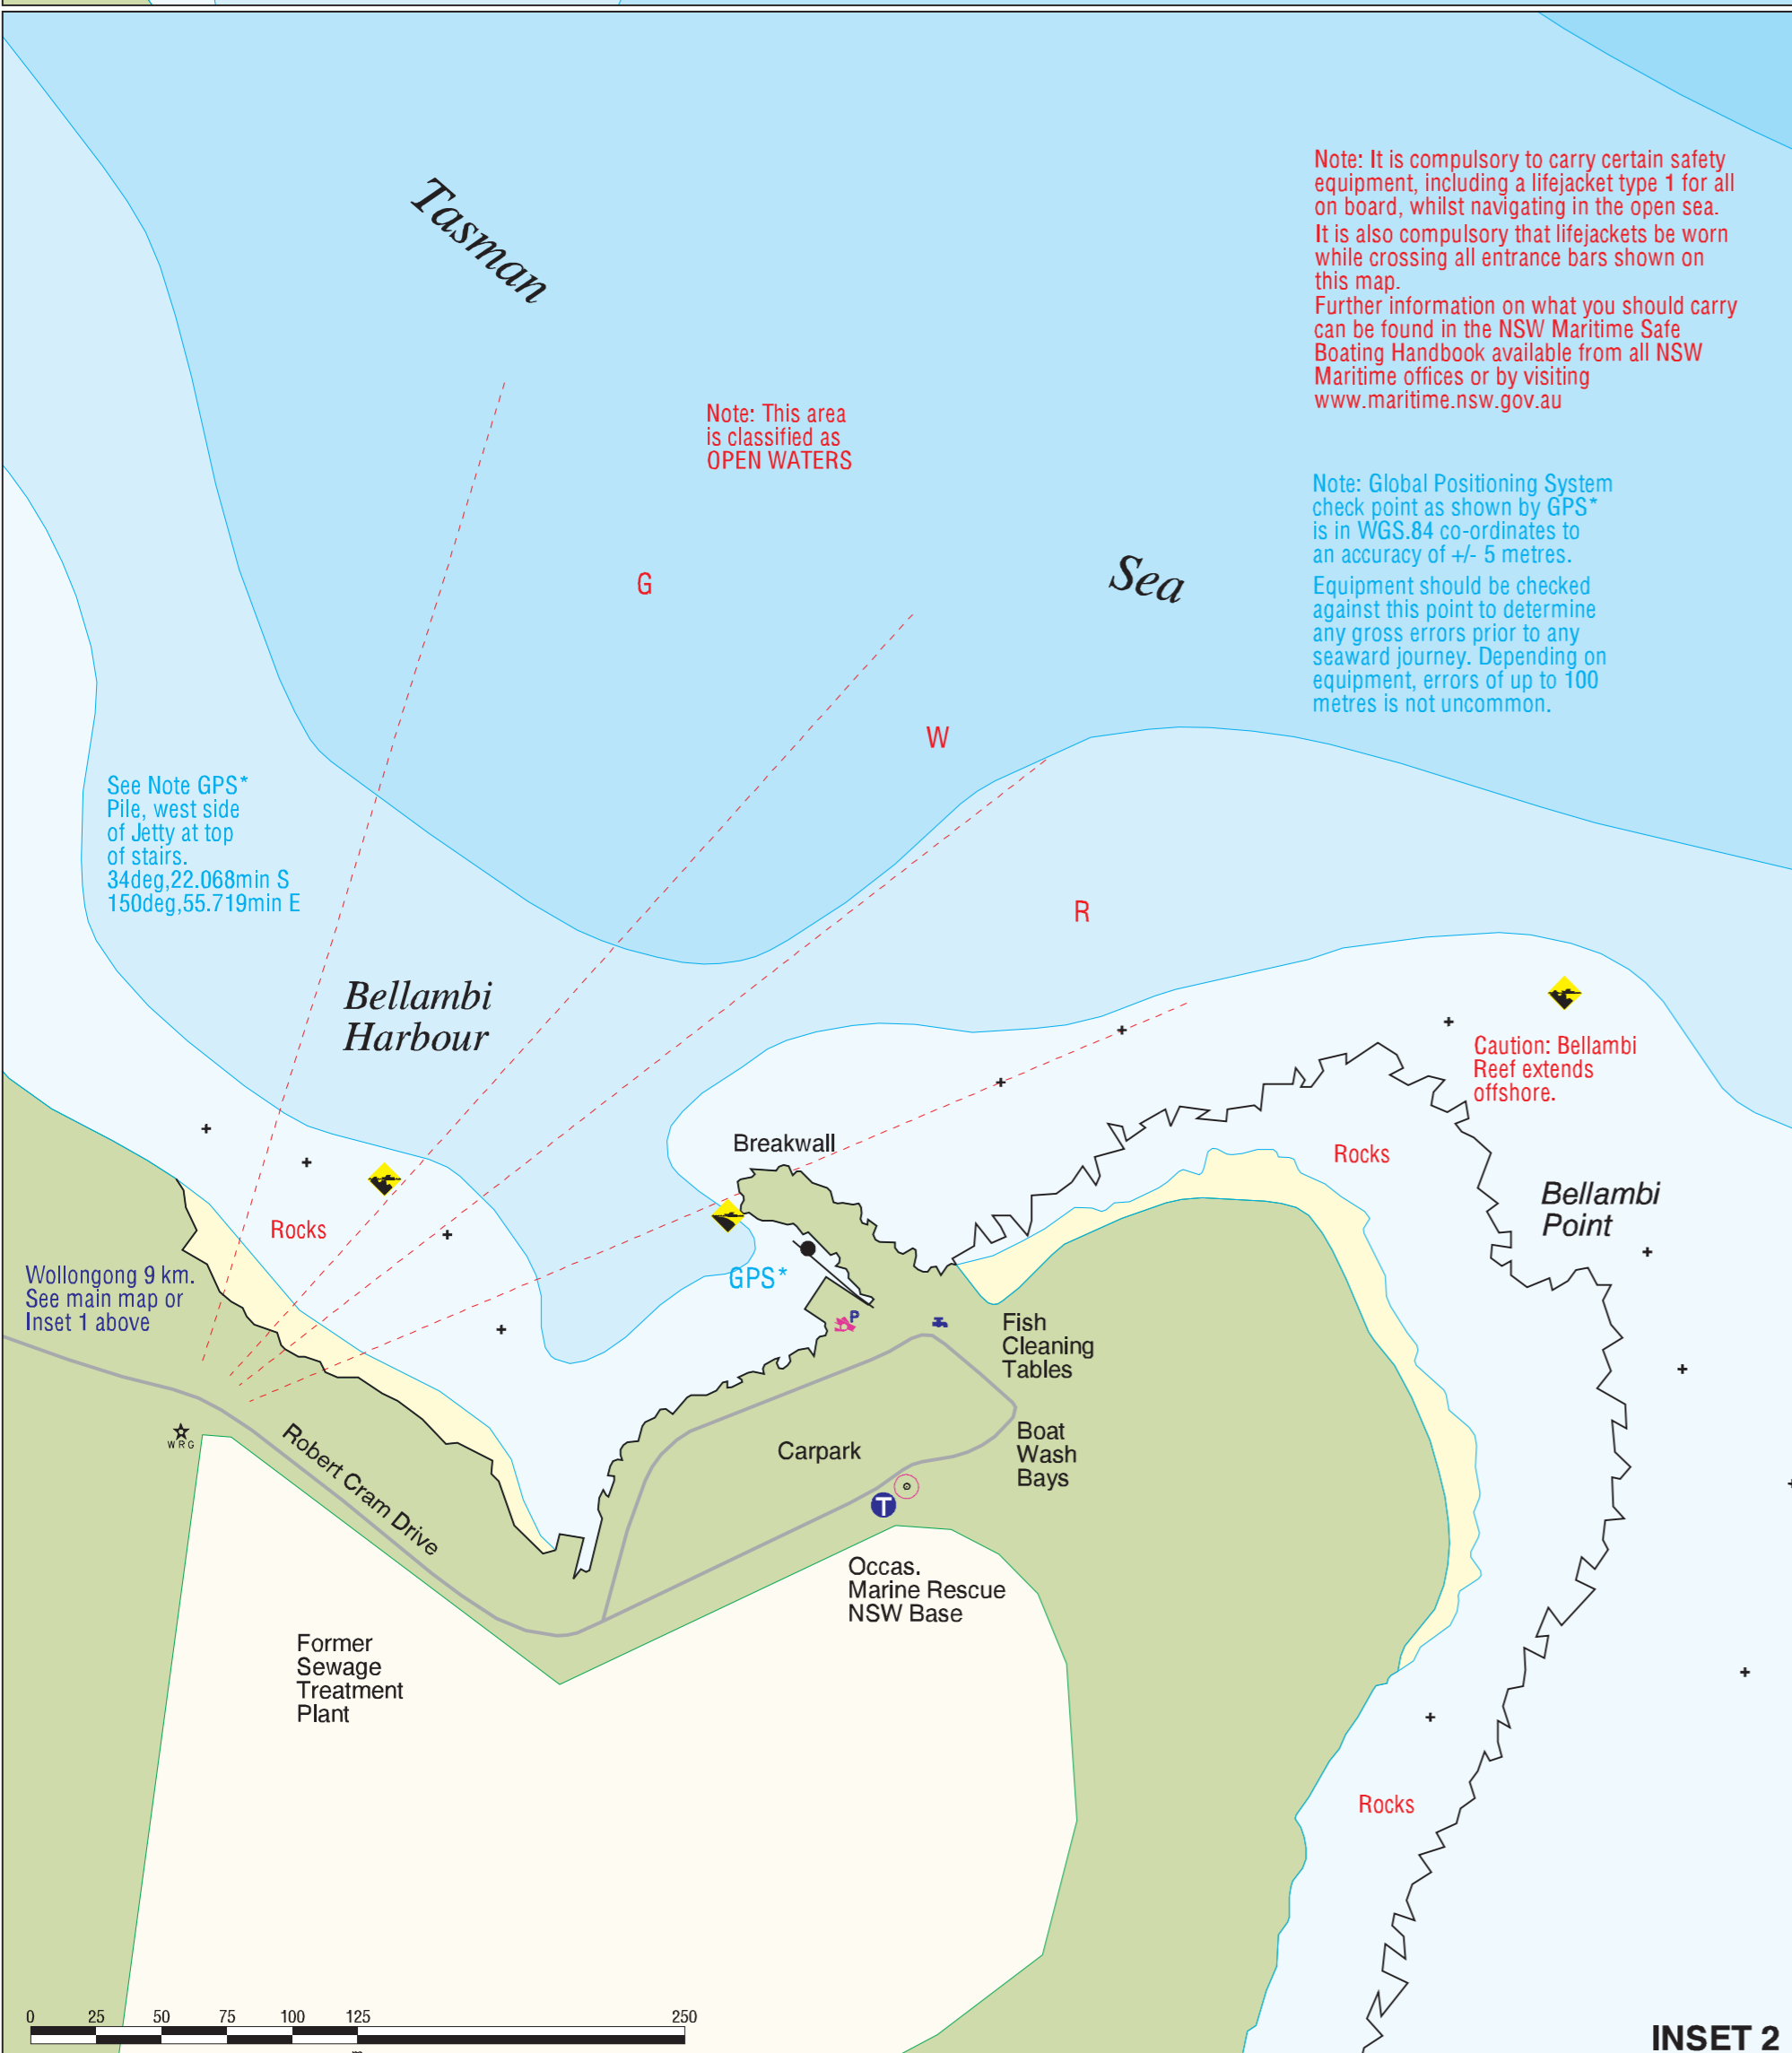 Tasman
Note: It is compulsory to carry certain safety
equipment, including a lifejacket type 1 for all
on board, whilst navigating in the open sea.
It is also compulsory that lifejackets be worn
while crossing all entrance bars shown on
this map.
Further information on what you should carry
can be found in the NSW Maritime Safe
Boating Handbook available from all NSW
Maritime offices or by visiting
www.maritime.nsw.gov.au
Note: This area
is classified as
OPEN WATERS
Note: Global Positioning System
check point as shown by GPS*
is in WGS.84 co-ordinates to
an accuracy of +/- 5 metres.
Equipment should be checked
against this point to determine
any gross errors prior to any
seaward journey. Depending on
equipment, errors of up to 100
metres is not uncommon.
Sea
G
W
See Note GPS*
Pile, west side
of Jetty at top
of stairs.
34deg,22.068min S
150deg,55.719min E
R
Bellambi
Harbour
Caution: Bellambi
Reef extends
offshore.
Breakwall
Rocks
Bellambi
Point
Rocks
Wollongong 9 km.
See main map or
Inset 1 above
GPS*
P
Fish
Cleaning
Tables
WRG
Robert Cram Drive
Carpark
Boat
Wash
Bays
T
Occas.
Marine Rescue
NSW Base
Former
Sewage
Treatment
Plant
Rocks
0 25 50 75 100 125 250
INSET 2